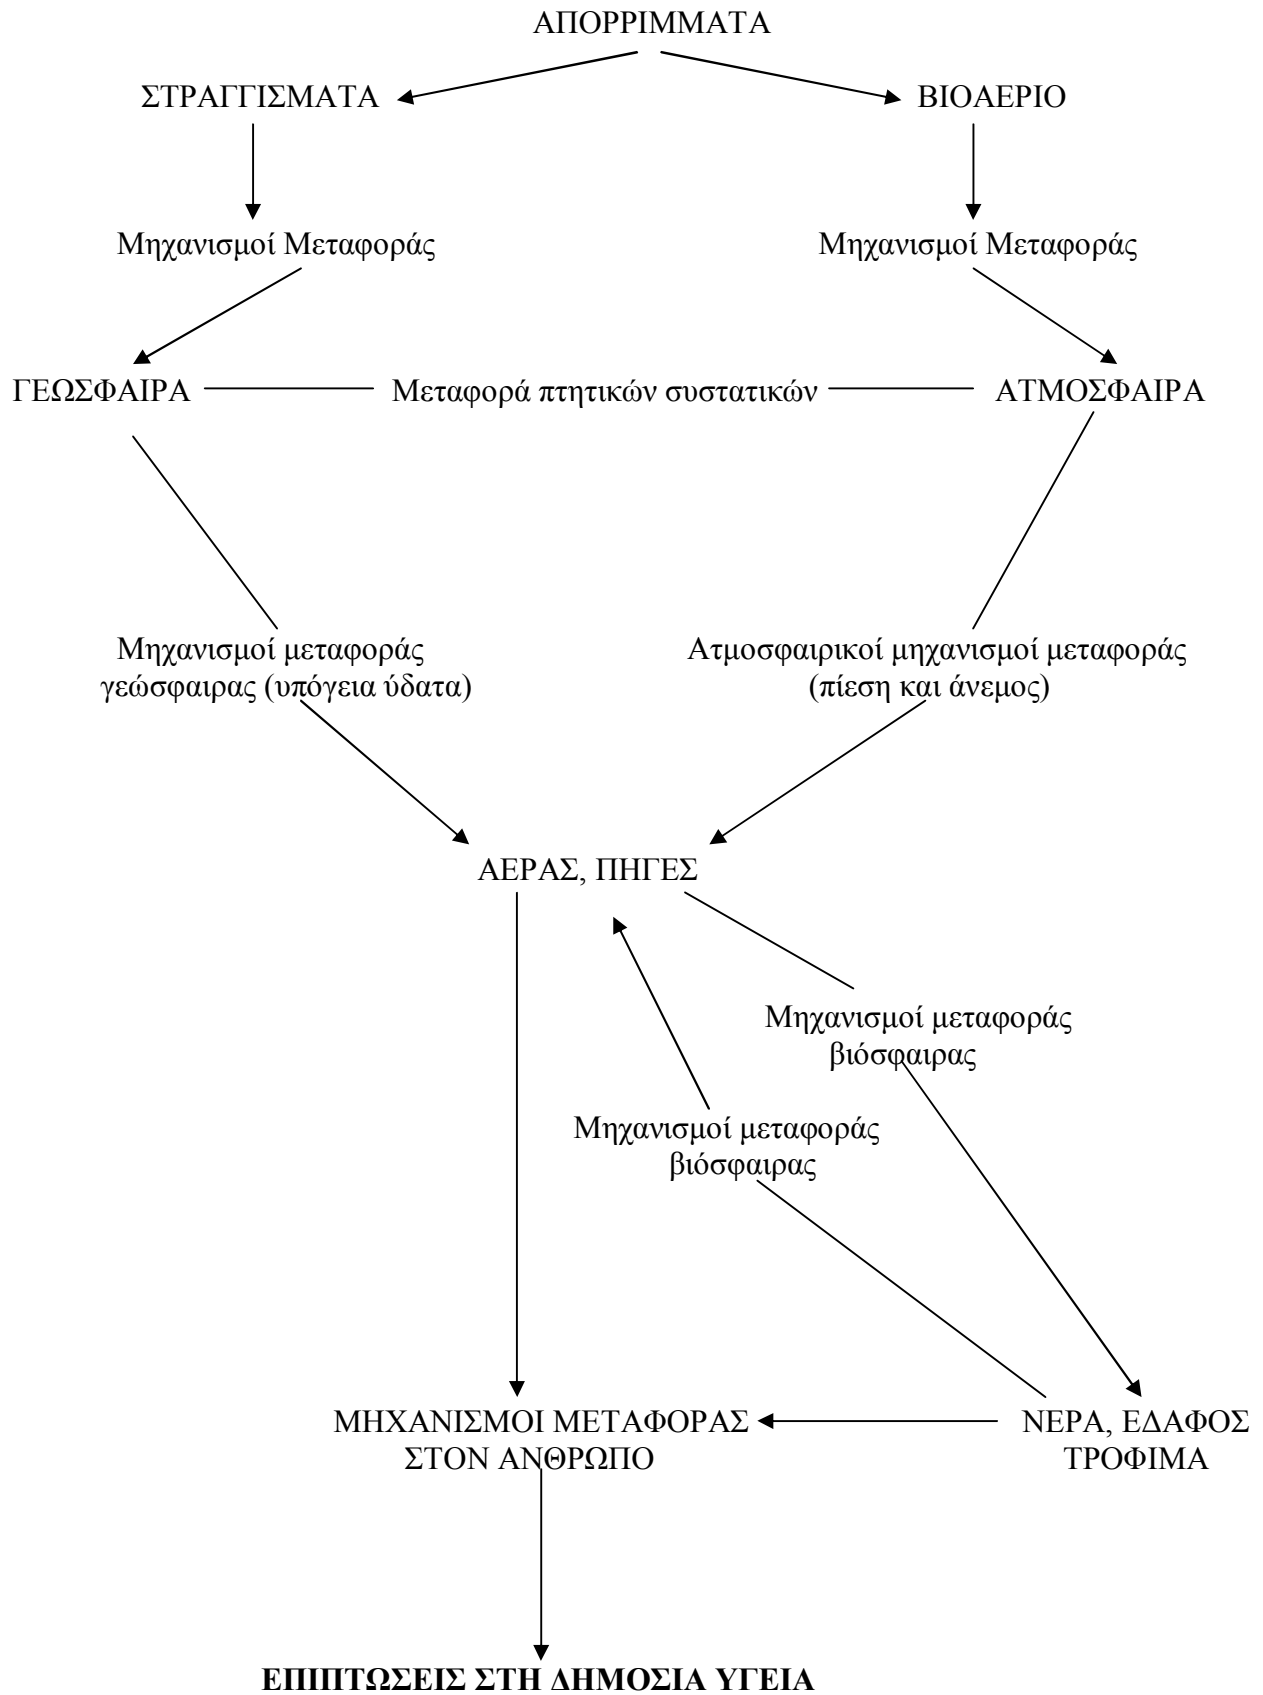 ΑΠΟΡΡΙΜΜΑΤΑ
ΣΤΡΑΓΓΙΣΜΑΤΑ
ΒΙΟΑΕΡΙΟ
Μηχανισμοί Μεταφοράς
Μηχανισμοί Μεταφοράς
ΓΕΩΣΦΑΙΡΑ
Μεταφορά πτητικών συστατικών
ΑΤΜΟΣΦΑΙΡΑ
Μηχανισμοί μεταφοράς
γεώσφαιρας (υπόγεια ύδατα)
Ατμοσφαιρικοί μηχανισμοί μεταφοράς
(πίεση και άνεμος)
ΑΕΡΑΣ, ΠΗΓΕΣ
Μηχανισμοί μεταφοράς
βιόσφαιρας
Μηχανισμοί μεταφοράς
βιόσφαιρας
ΜΗΧΑΝΙΣΜΟΙ ΜΕΤΑΦΟΡΑΣ
ΣΤΟΝ ΑΝΘΡΩΠΟ
ΝΕΡΑ, ΕΔΑΦΟΣ
ΤΡΟΦΙΜΑ
ΕΠΙΠΤΩΣΕΙΣ ΣΤΗ ΔΗΜΟΣΙΑ ΥΓΕΙΑ